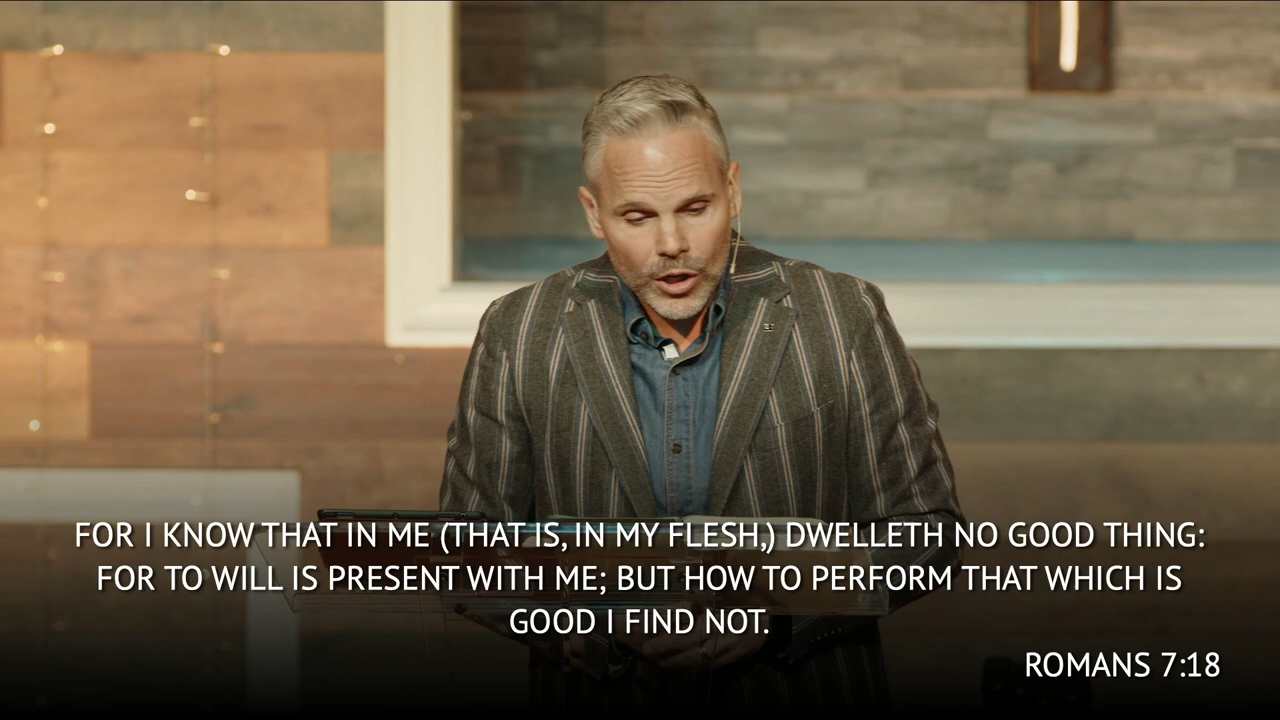 FOR I KNOW THAT IN ME (THAT IS, IN MY FLESH,) DWELLETH NO GOOD THING:
FOR TO WILL IS PRESENT WITH ME; BUT HOW TO PERFORM THAT WHICH IS
GOOD I FIND NOT.
ROMANS 7:18